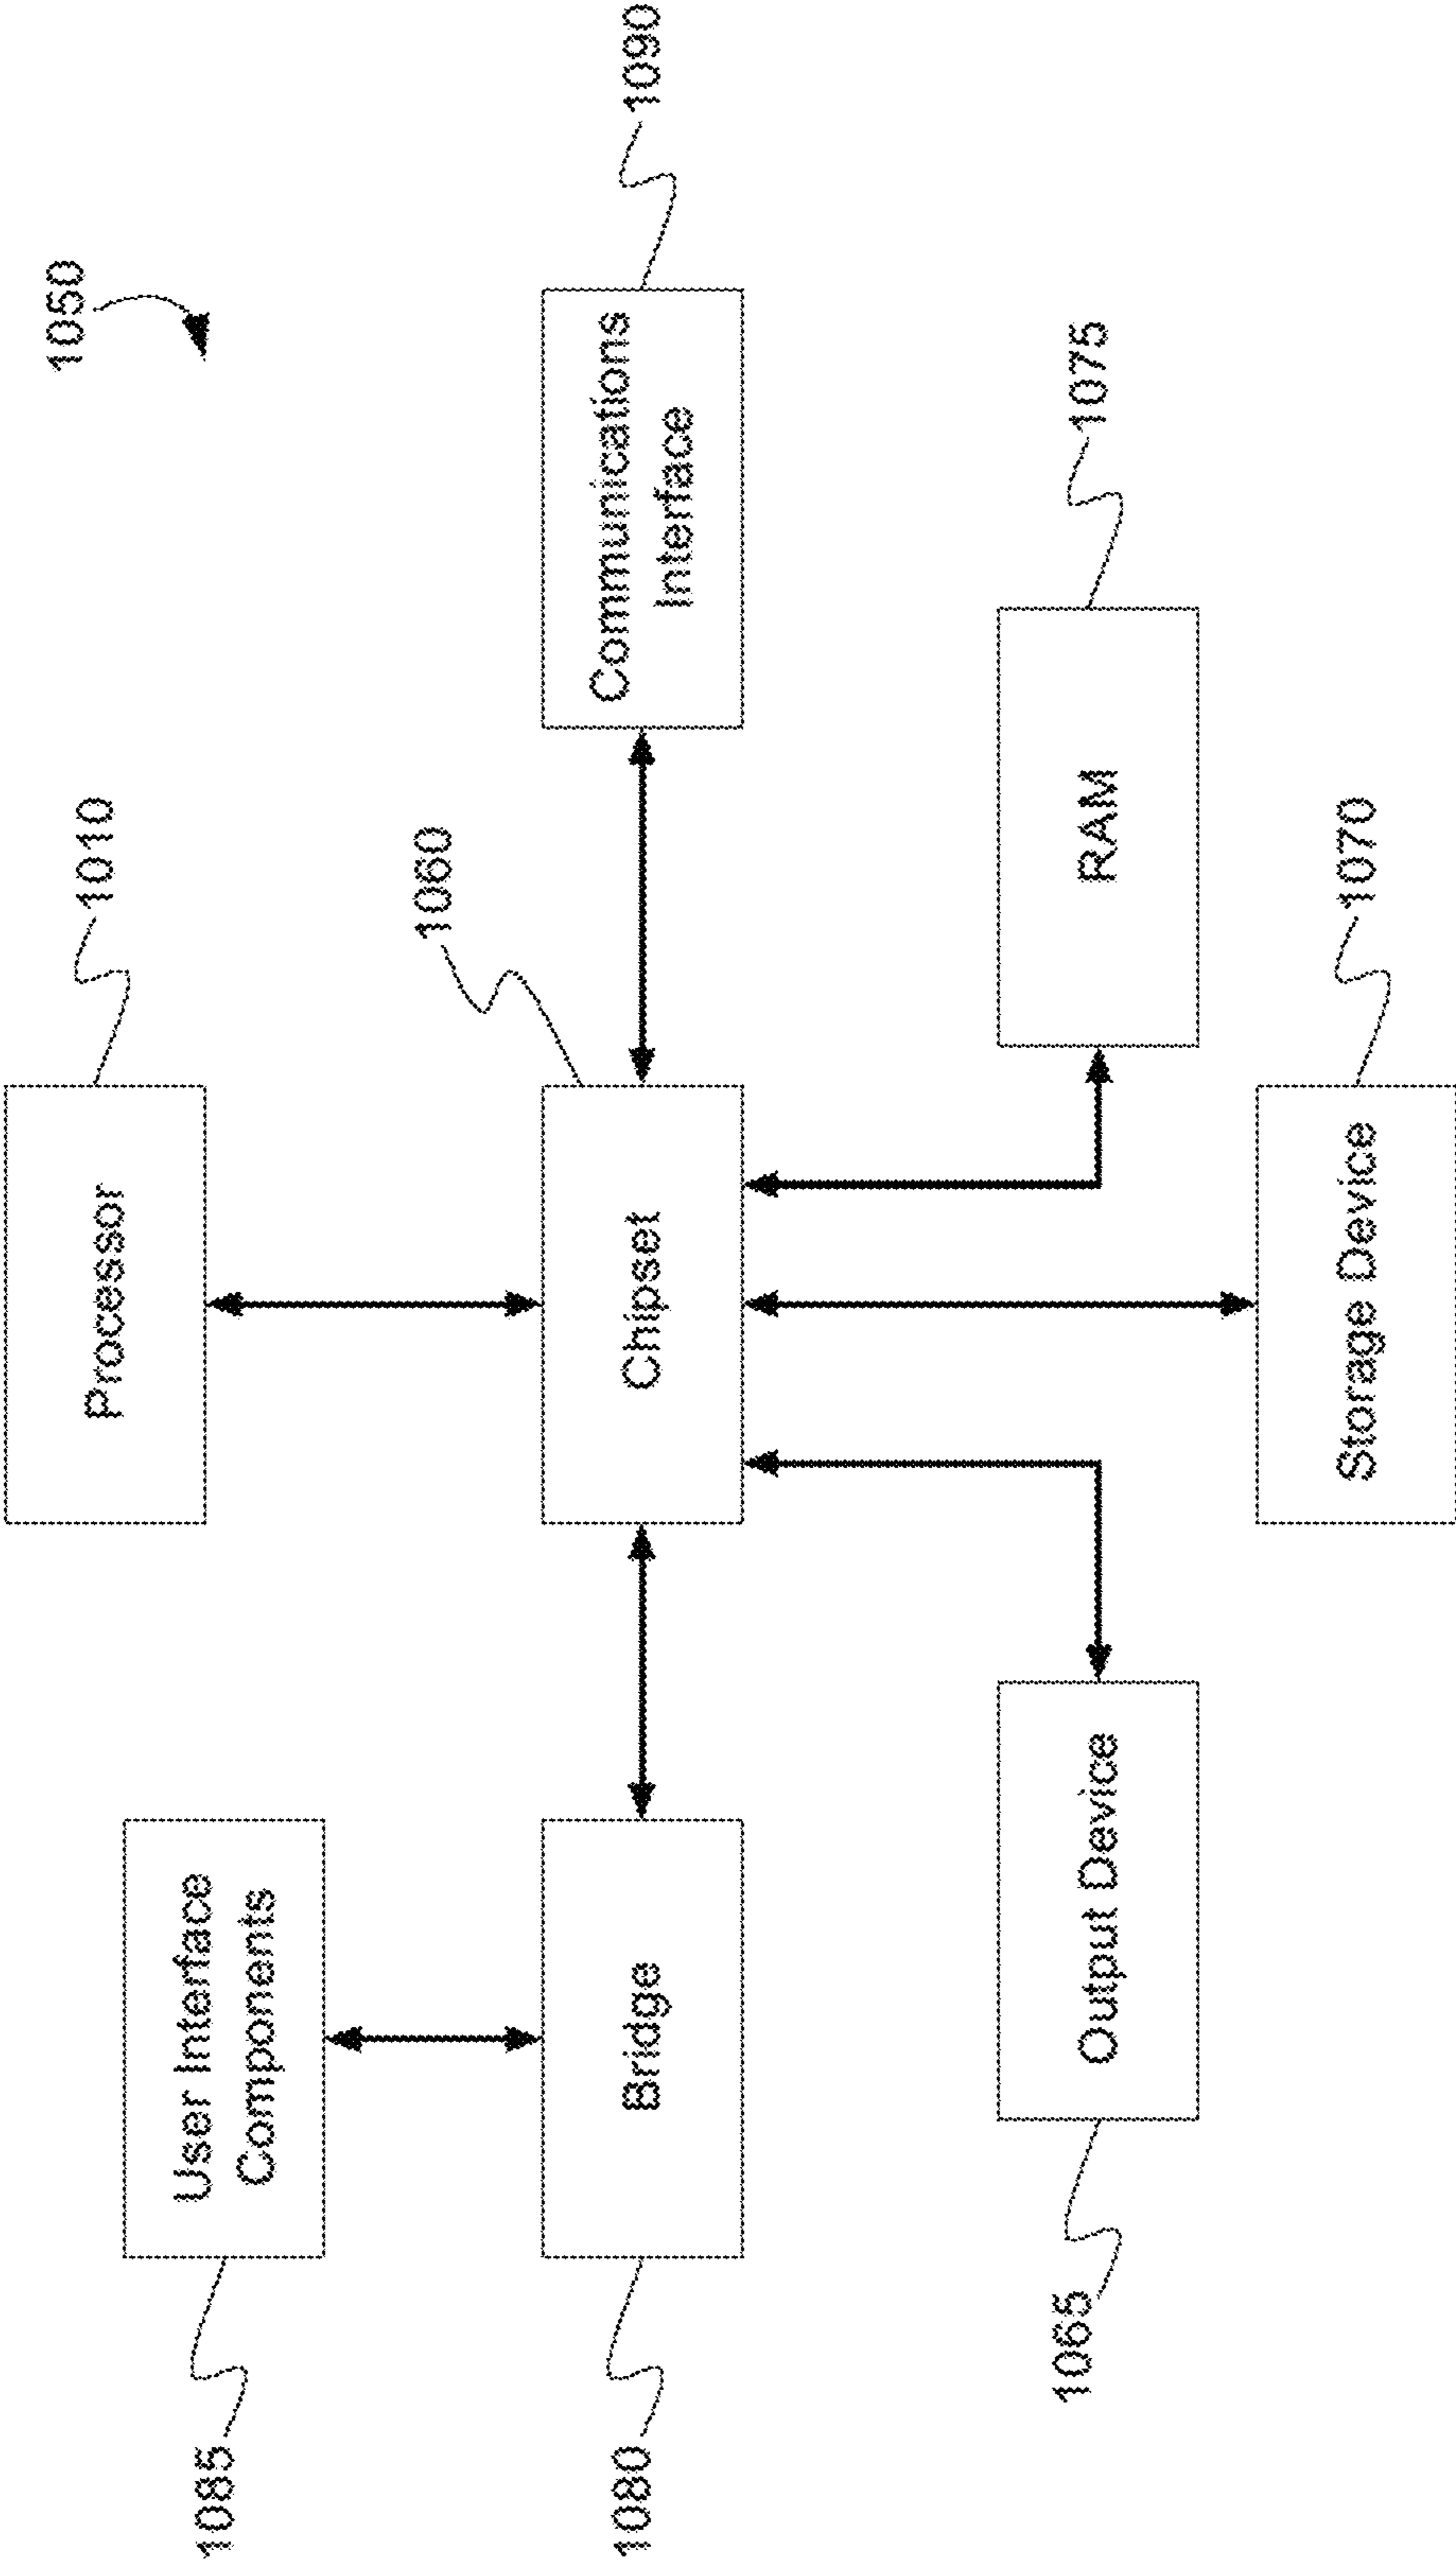 1050
Processor
1010
User Interface
Components
1085
1060
Bridge
1080
Chipset
Communications
Interface
1090
Output Device
1065
RAM
1075
Storage Device
1070